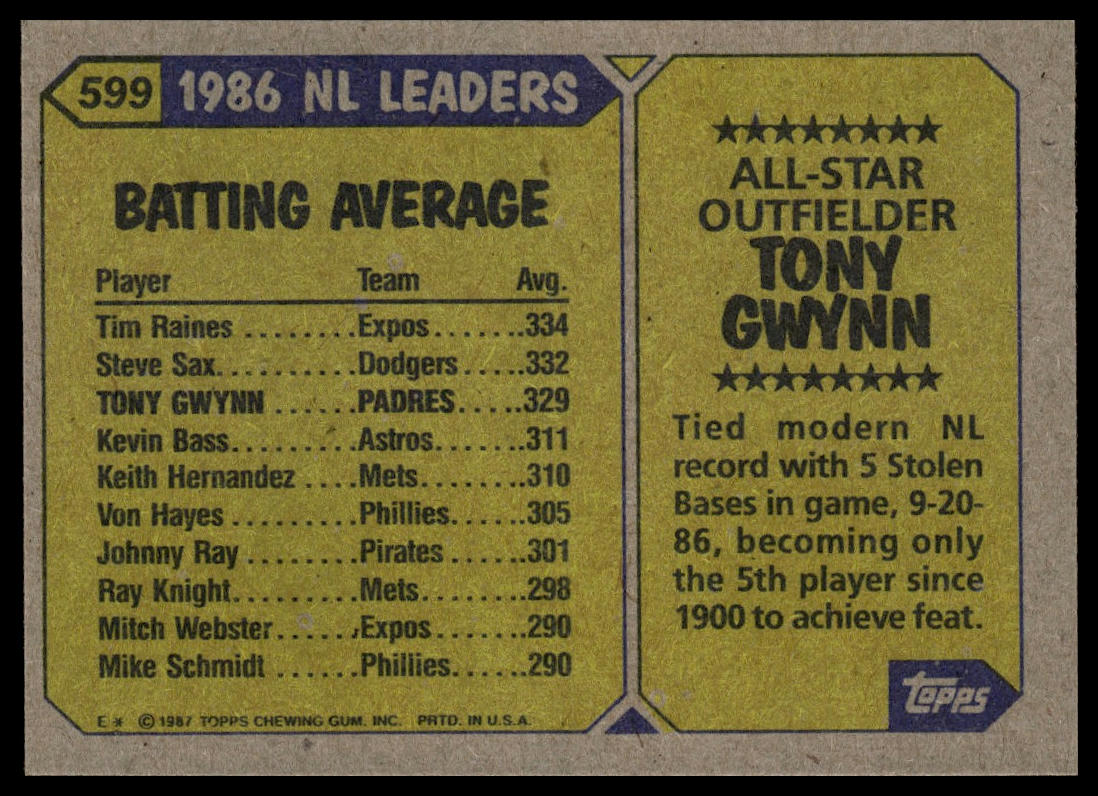 599 1986 NL LEADERS
BATTING AVERAGE
Player Team Avg.
Tim Raines ........Expos.......334
Steve Sax..........Dodgers.....332
TONY GWYNN ......PADRES.....329
Kevin Bass.........Astros.......311
Keith Hernandez ....Mets........310
Von Hayes .........Phillies......305
Johnny Ray ........Pirates ......301
Ray Knight.........Mets........298
Mitch Webster......Expos.......290
Mike Schmidt ......Phillies......290
E * © 1987 TOPPS CHEWING GUM. INC. PRTD. IN U.S.A.
ALL-STAR
OUTFIELDER
TONY
GWYNN
Tied modern NL
record with 5 Stolen
Bases in game, 9-20-
86, becoming only
the 5th player since
1900 to achieve feat.
topps